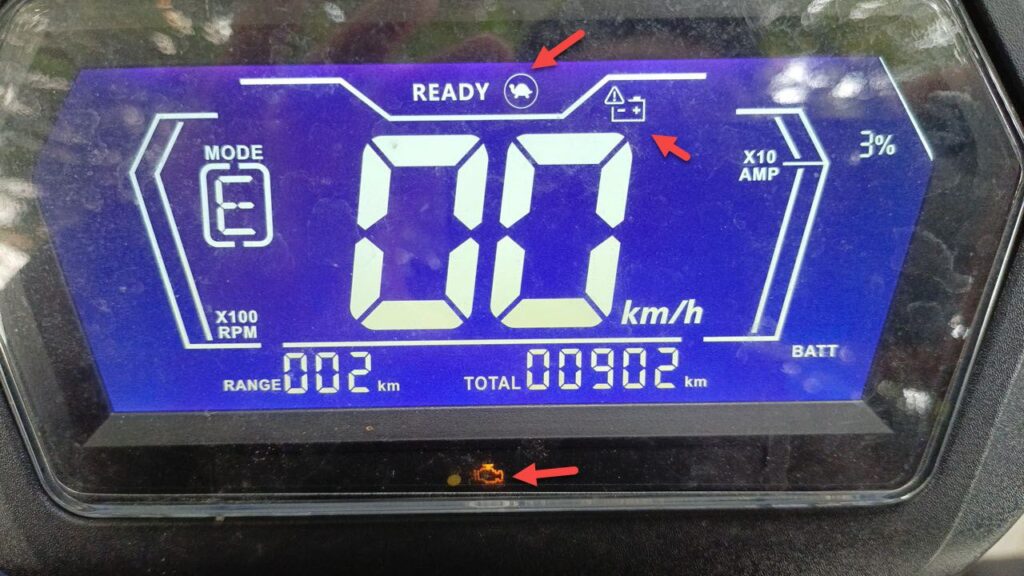 READY
MODE
E
X100
RPM
00
km/h
X10
AMP
3%
RANGE 002 km
TOTAL 00902 km
BATT